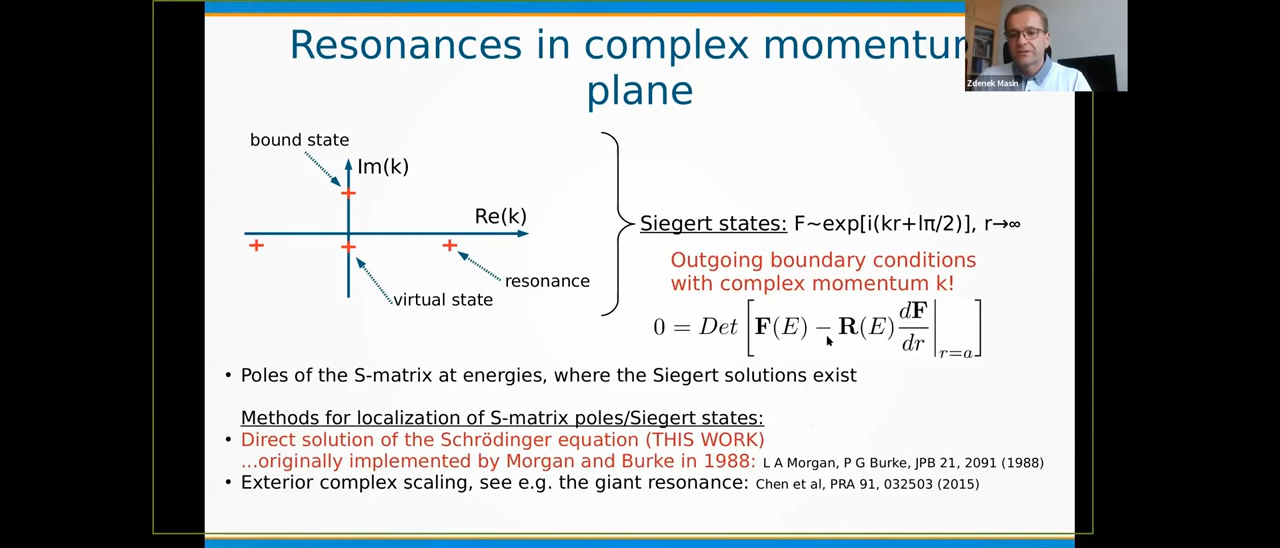 Resonances in complex momentum
plane
Zdenek Masin
bound state
Im(k)
Re(k)
resonance
virtual state
Siegert states: F~exp[i(kr+lπ/2)], r→∞
Outgoing boundary conditions
with complex momentum k!
0 = Det [F(E) − R(E) dF/dr |r=a]
• Poles of the S-matrix at energies, where the Siegert solutions exist
Methods for localization of S-matrix poles/Siegert states:
• Direct solution of the Schrödinger equation (THIS WORK)
...originally implemented by Morgan and Burke in 1988: L A Morgan, P G Burke, JPB 21, 2091 (1988)
• Exterior complex scaling, see e.g. the giant resonance: Chen et al, PRA 91, 032503 (2015)